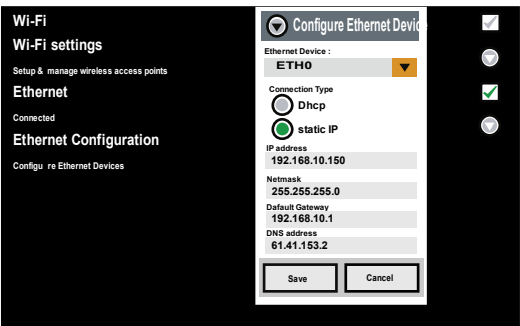 Wi-Fi
Wi-Fi settings
Setup & manage wireless access points
Ethernet
Connected
Ethernet Configuration
Configu re Ethernet Devices
Configure Ethernet Devic
Ethernet Device :
ETH0
Connection Type
Dhcp
static IP
IP address
192.168.10.150
Netmask
255.255.255.0
Dafault Gateway
192.168.10.1
DNS address
61.41.153.2
Save
Cancel